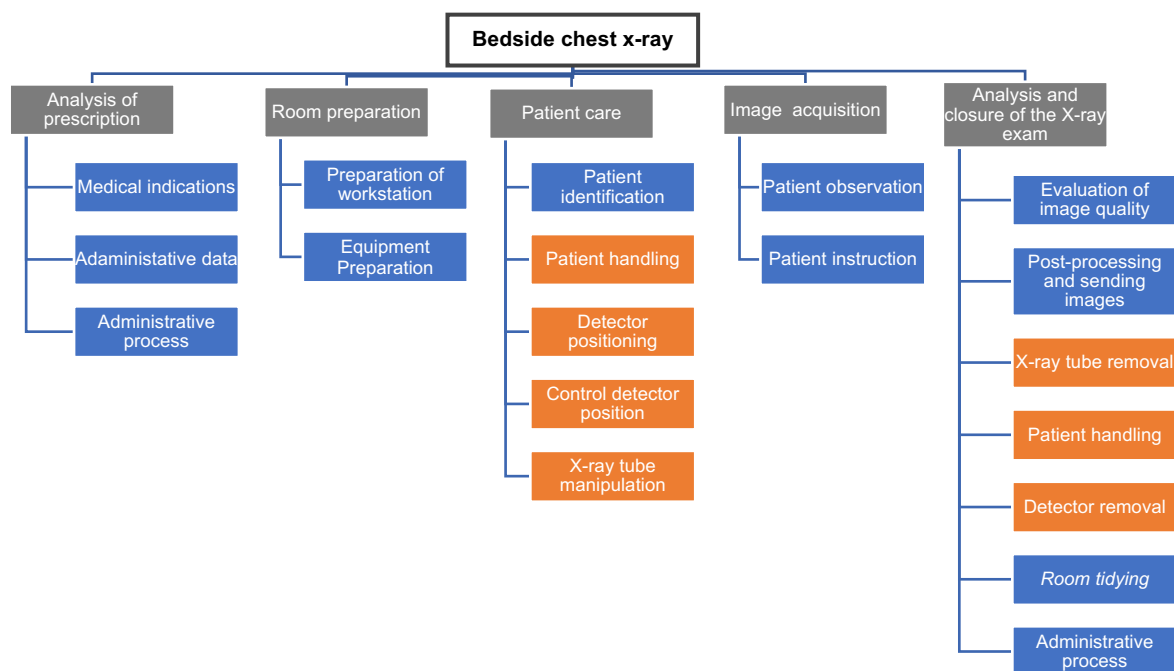 Bedside chest x-ray
Analysis of
prescription
Medical indications
Adaministative data
Administrative
process
Room preparation
Preparation of
workstation
Equipment
Preparation
Patient care
Patient
identification
Patient handling
Detector
positioning
Control detector
position
X-ray tube
manipulation
Image acquisition
Patient observation
Patient instruction
Analysis and
closure of the X-ray
exam
Evaluation of
image quality
Post-processing
and sending
images
X-ray tube removal
Patient handling
Detector removal
Room tidying
Administrative
process